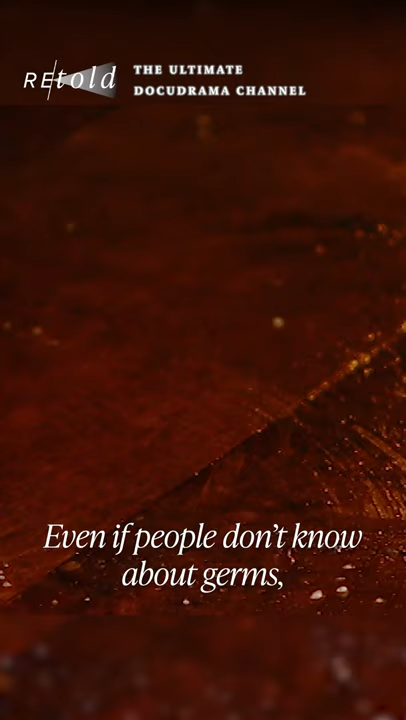 REtold
THE ULTIMATE
DOCUDRAMA CHANNEL
Even if people don't know
about germs,